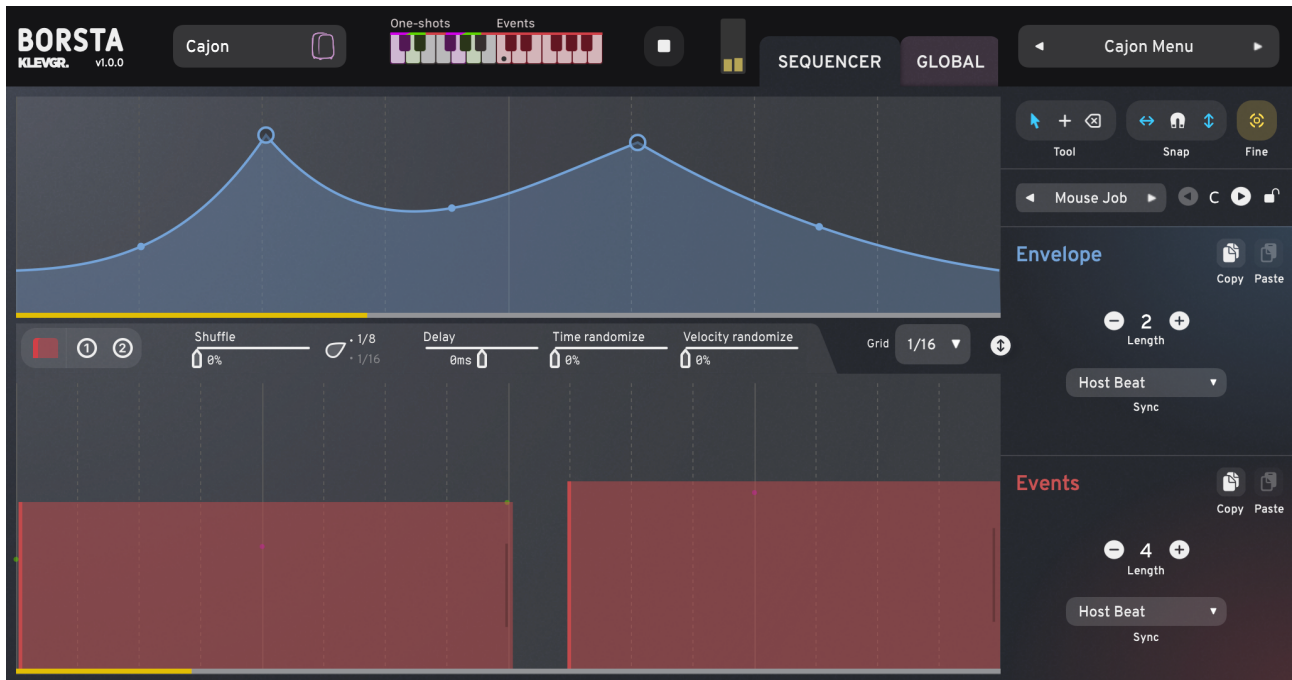 BORSTA
KLEVGR. v1.0.0
Cajon
One-shots Events
SEQUENCER
GLOBAL
Cajon Menu
Tool Snap Fine
Mouse Job C
Envelope
Copy Paste
2
Length
Host Beat
Sync
1 2
Shuffle
0%
1/8
1/16
Delay
0ms
Time randomize
0%
Velocity randomize
0%
Grid 1/16
Events
Copy Paste
4
Length
Host Beat
Sync